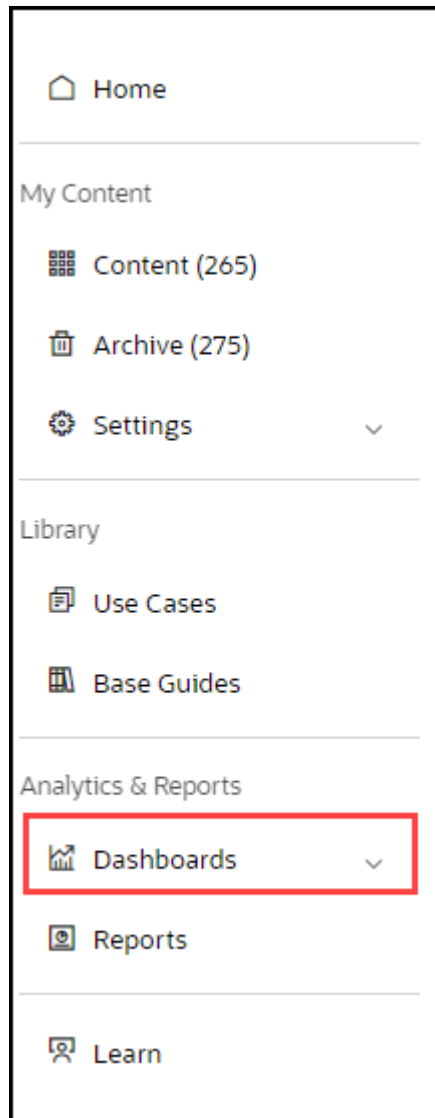 Home
My Content
Content (265)
Archive (275)
Settings
Library
Use Cases
Base Guides
Analytics & Reports
Dashboards
Reports
Learn